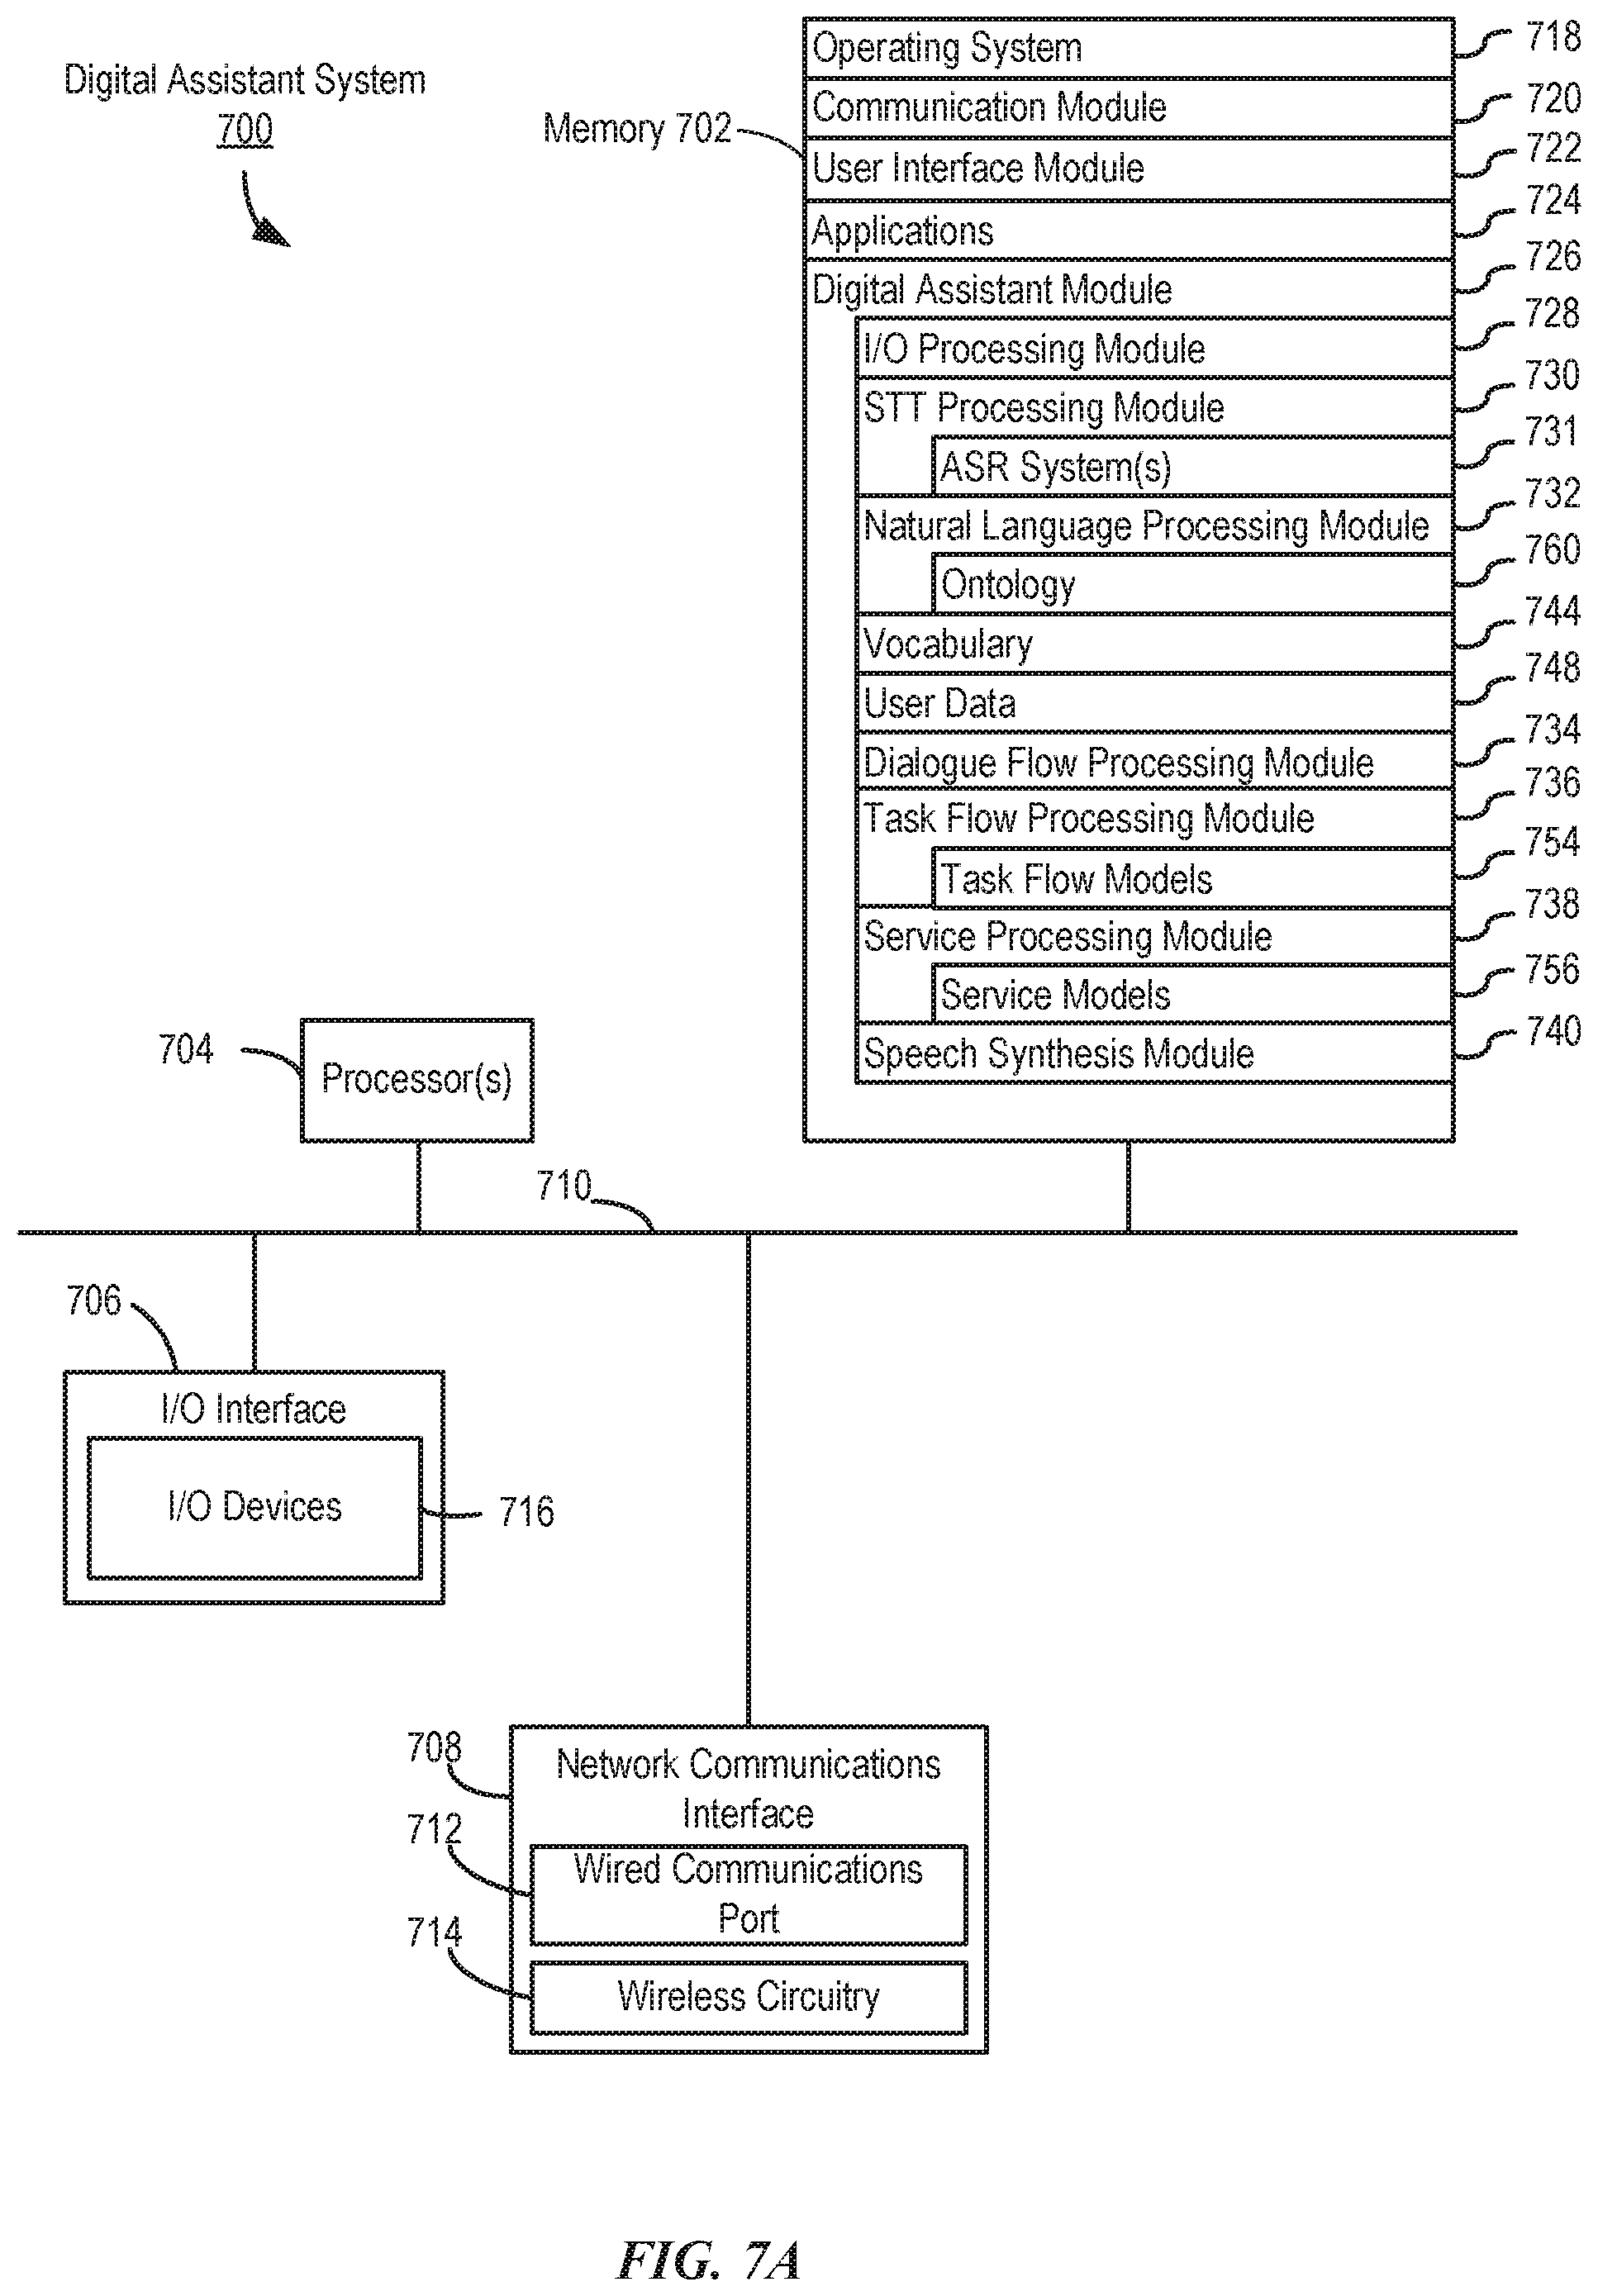 Digital Assistant System
700
Memory 702
Operating System 718
Communication Module 720
User Interface Module 722
Applications 724
Digital Assistant Module 726
I/O Processing Module 728
STT Processing Module 730
ASR System(s) 731
Natural Language Processing Module 732
Ontology 760
Vocabulary 744
User Data 748
Dialogue Flow Processing Module 734
Task Flow Processing Module 736
Task Flow Models 754
Service Processing Module 738
Service Models 756
Speech Synthesis Module 740
704
Processor(s)
710
706
I/O Interface
I/O Devices
716
708
Network Communications
Interface
712
Wired Communications
Port
714
Wireless Circuitry
FIG. 7A